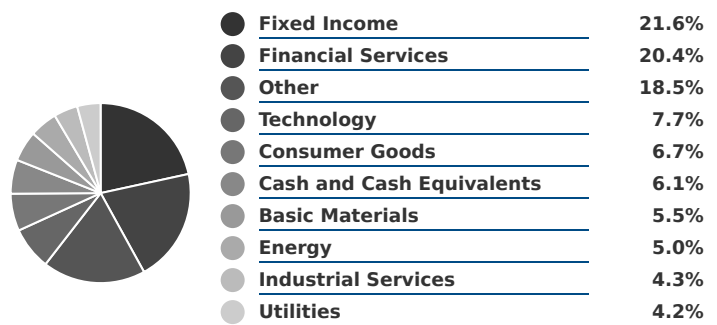 Fixed Income 21.6%
Financial Services 20.4%
Other 18.5%
Technology 7.7%
Consumer Goods 6.7%
Cash and Cash Equivalents 6.1%
Basic Materials 5.5%
Energy 5.0%
Industrial Services 4.3%
Utilities 4.2%